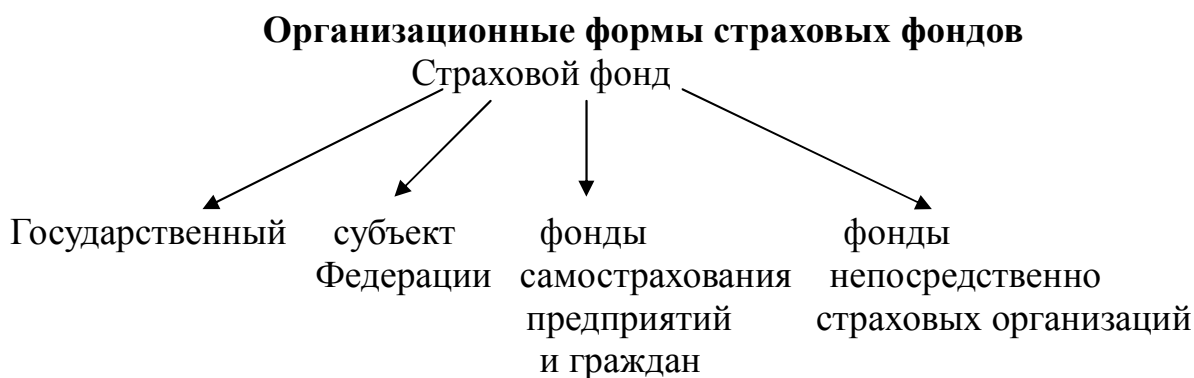 Организационные формы страховых фондов
Страховой фонд
Государственный субъект фонды фонды
Федерации самострахования непосредственно
предприятий страховых организаций
и граждан